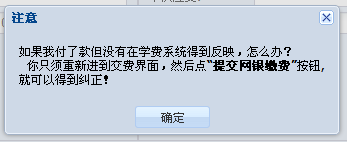 注意
如果我付了款但没有在学费系统得到反映，怎么办？
你只须重新进到交费界面，然后点“提交网银缴费”按钮，
就可以得到纠正！
确定